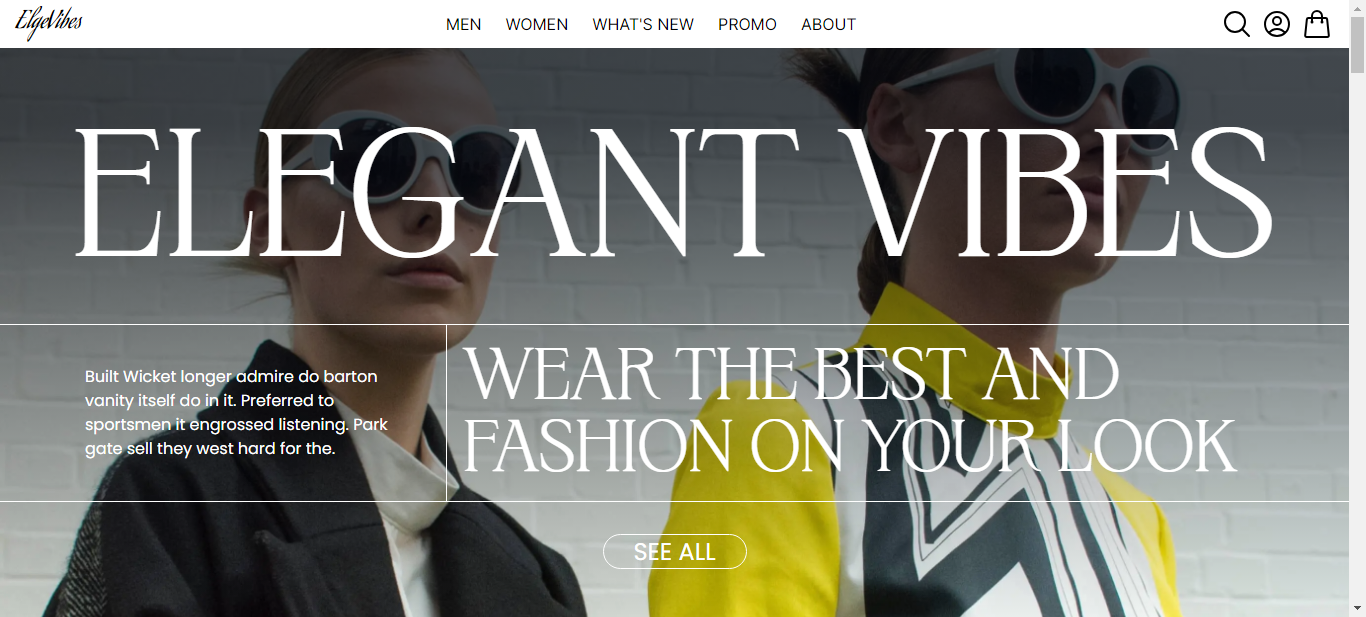 ElgeVibes
MEN WOMEN WHAT'S NEW PROMO ABOUT
ELEGANT VIBES
Built Wicket longer admire do barton
vanity itself do in it. Preferred to
sportsmen it engrossed listening. Park
gate sell they west hard for the.
WEAR THE BEST AND
FASHION ON YOUR LOOK
SEE ALL